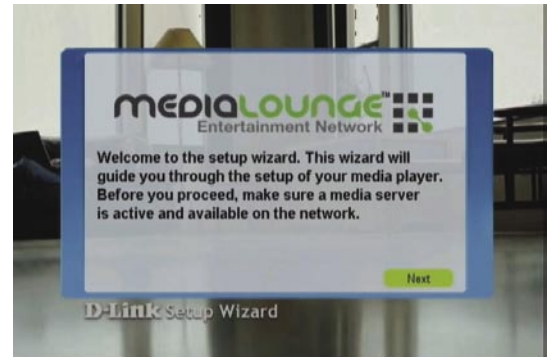 MEDIALOUNGE™
Entertainment Network
Welcome to the setup wizard. This wizard will
guide you through the setup of your media player.
Before you proceed, make sure a media server
is active and available on the network.
Next
D-Link Setup Wizard